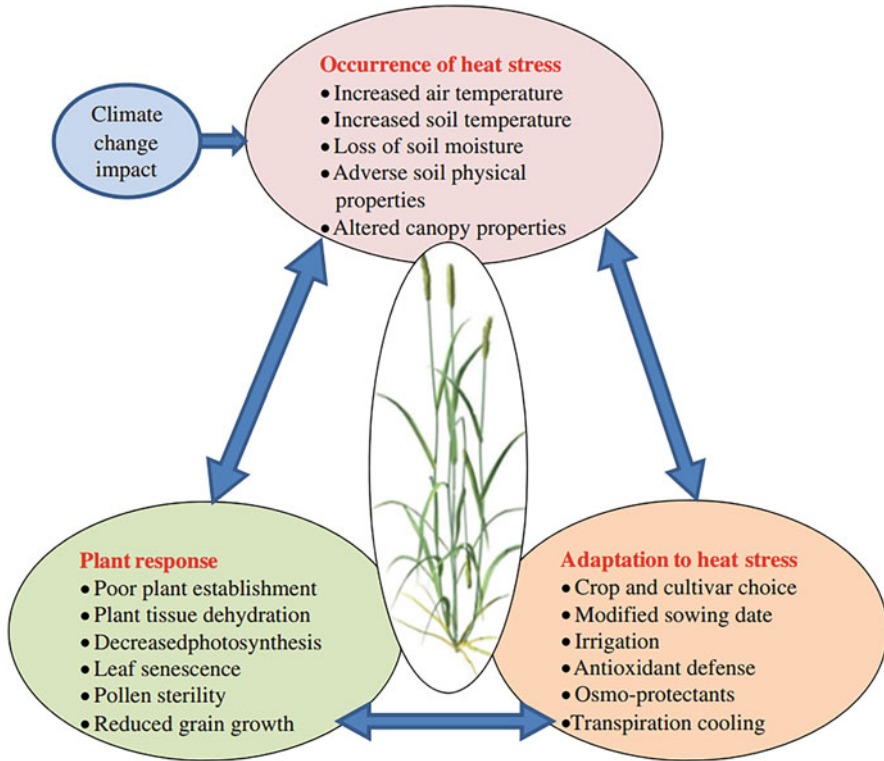 Climate
change
impact
Occurrence of heat stress
• Increased air temperature
• Increased soil temperature
• Loss of soil moisture
• Adverse soil physical
properties
• Altered canopy properties
Plant response
• Poor plant establishment
• Plant tissue dehydration
• Decreasedphotosynthesis
• Leaf senescence
• Pollen sterility
• Reduced grain growth
Adaptation to heat stress
• Crop and cultivar choice
• Modified sowing date
• Irrigation
• Antioxidant defense
• Osmo-protectants
• Transpiration cooling